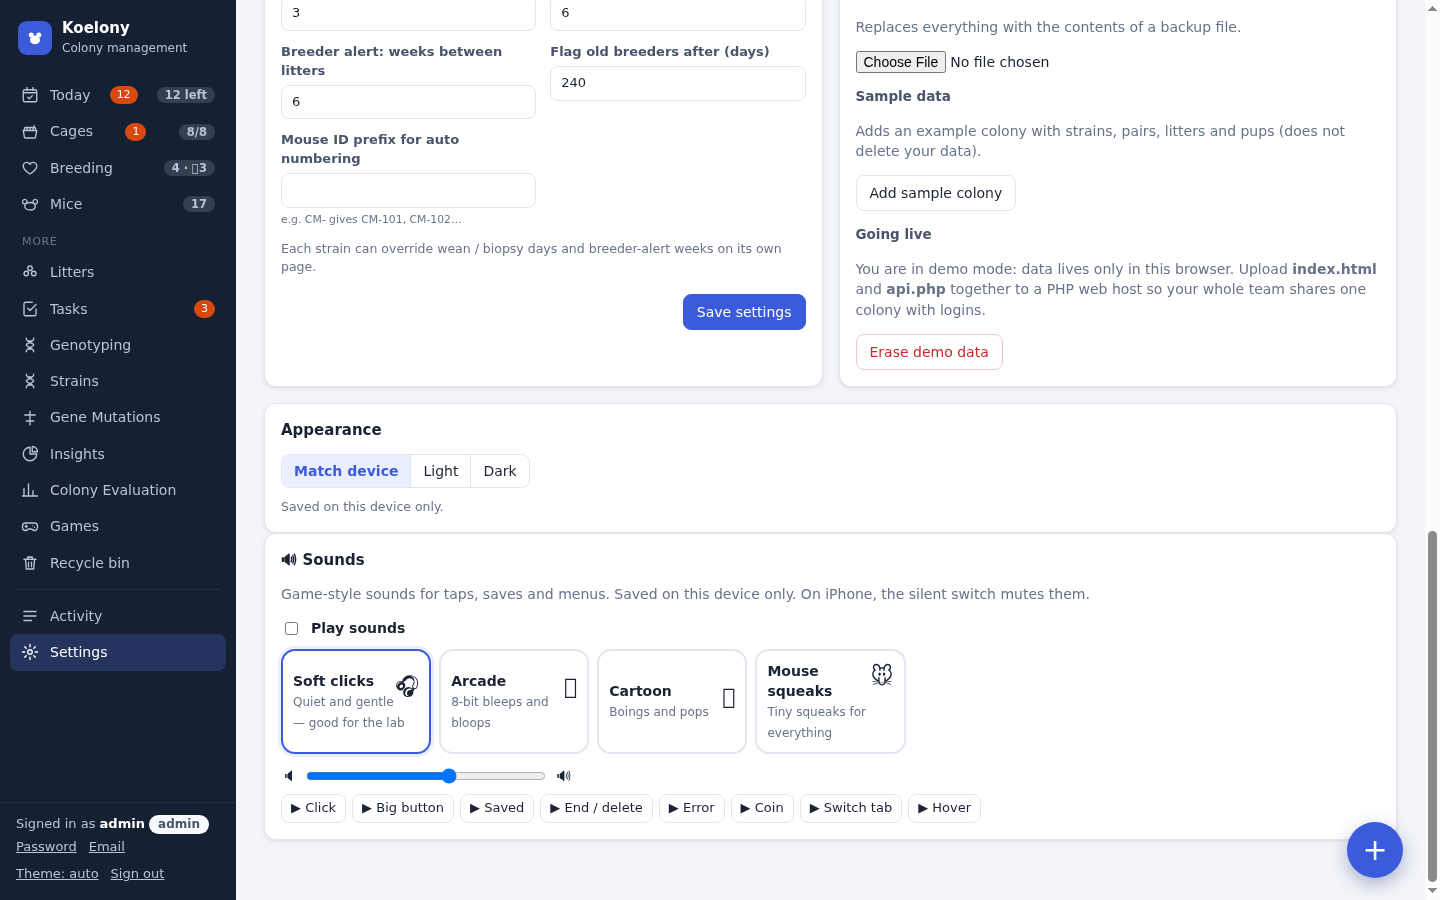 Koelony
Colony management
Today 12 12 left
Cages 1 8/8
Breeding 4 · 3
Mice 17
MORE
Litters
Tasks 3
Genotyping
Strains
Gene Mutations
Insights
Colony Evaluation
Games
Recycle bin
Activity
Settings
Signed in as admin admin
Password Email
Theme: auto Sign out
3
6
Breeder alert: weeks between
litters
6
Flag old breeders after (days)
240
Mouse ID prefix for auto
numbering
e.g. CM- gives CM-101, CM-102...
Each strain can override wean / biopsy days and breeder-alert weeks on its own
page.
Save settings
Replaces everything with the contents of a backup file.
Choose File No file chosen
Sample data
Adds an example colony with strains, pairs, litters and pups (does not
delete your data).
Add sample colony
Going live
You are in demo mode: data lives only in this browser. Upload index.html
and api.php together to a PHP web host so your whole team shares one
colony with logins.
Erase demo data
Appearance
Match device Light Dark
Saved on this device only.
Sounds
Game-style sounds for taps, saves and menus. Saved on this device only. On iPhone, the silent switch mutes them.
Play sounds
Soft clicks
Quiet and gentle
— good for the lab
Arcade
8-bit bleeps and
bloops
Cartoon
Boings and pops
Mouse
squeaks
Tiny squeaks for
everything
▶ Click ▶ Big button ▶ Saved ▶ End / delete ▶ Error ▶ Coin ▶ Switch tab ▶ Hover